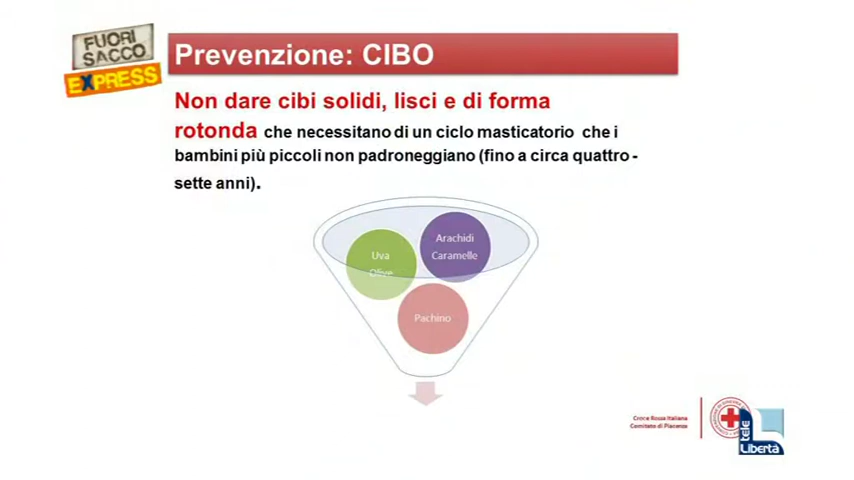 FUORI
SACCO
EXPRESS
Prevenzione: CIBO
Non dare cibi solidi, lisci e di forma
rotonda che necessitano di un ciclo masticatorio che i
bambini più piccoli non padroneggiano (fino a circa quattro -
sette anni).
Arachidi
Caramelle
Uva
Olive
Pachino
Croce Rossa Italiana
Comitato di Piacenza
tele
Libertà